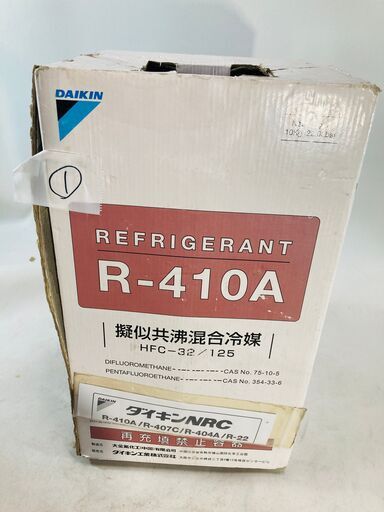 DAIKIN
①
REFRIGERANT
R-410A
擬似共沸混合冷媒
HFC-32/125
DIFLUOROMETHANE CAS No. 75-10-5
PENTAFLUOROETHANE CAS No. 354-33-6
DAIKIN
ダイキンNRC
R-410A/R-407C/R-404A/R-22
再充填禁止容器
ダイキン工業株式会社